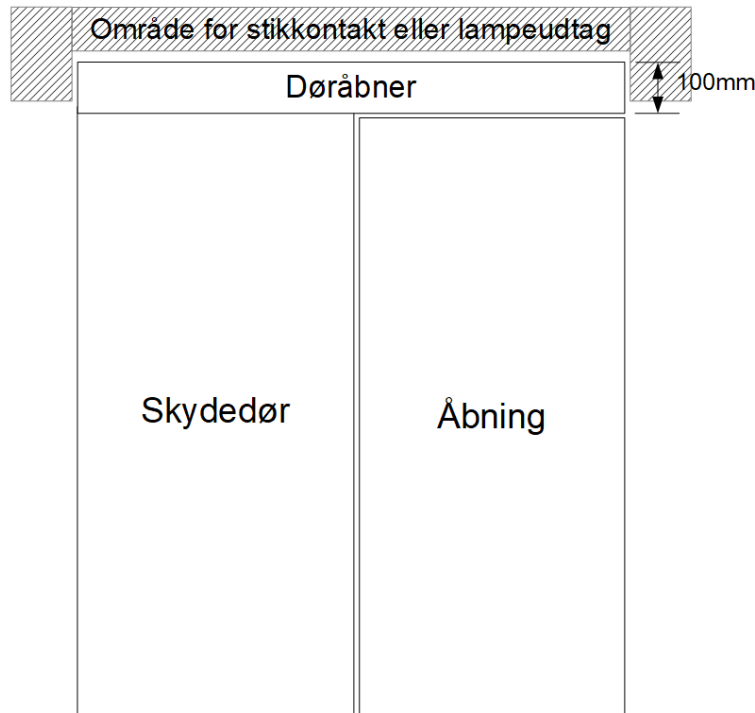 Område for stikkontakt eller lampeudtag
Døråbner
100mm
Skydedør
Åbning